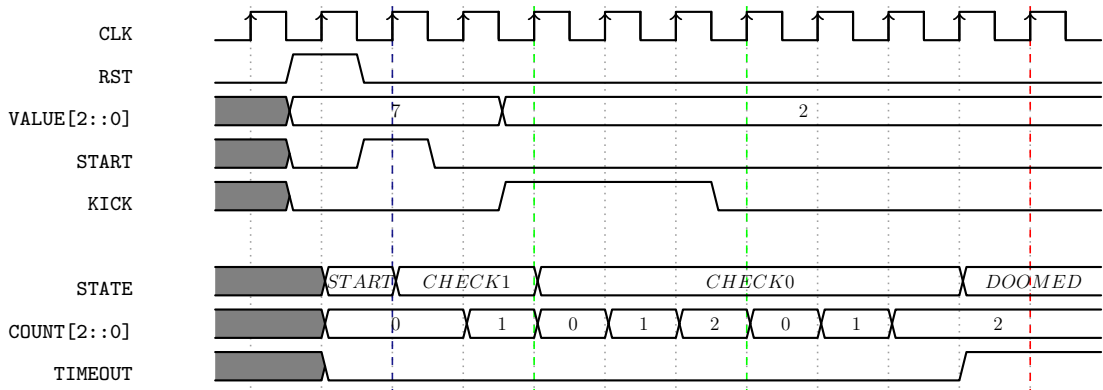 CLK
RST
VALUE[2::0] 7 2
START
KICK
STATE START CHECK1 CHECK0 DOOMED
COUNT[2::0] 0 1 0 1 2 0 1 2
TIMEOUT